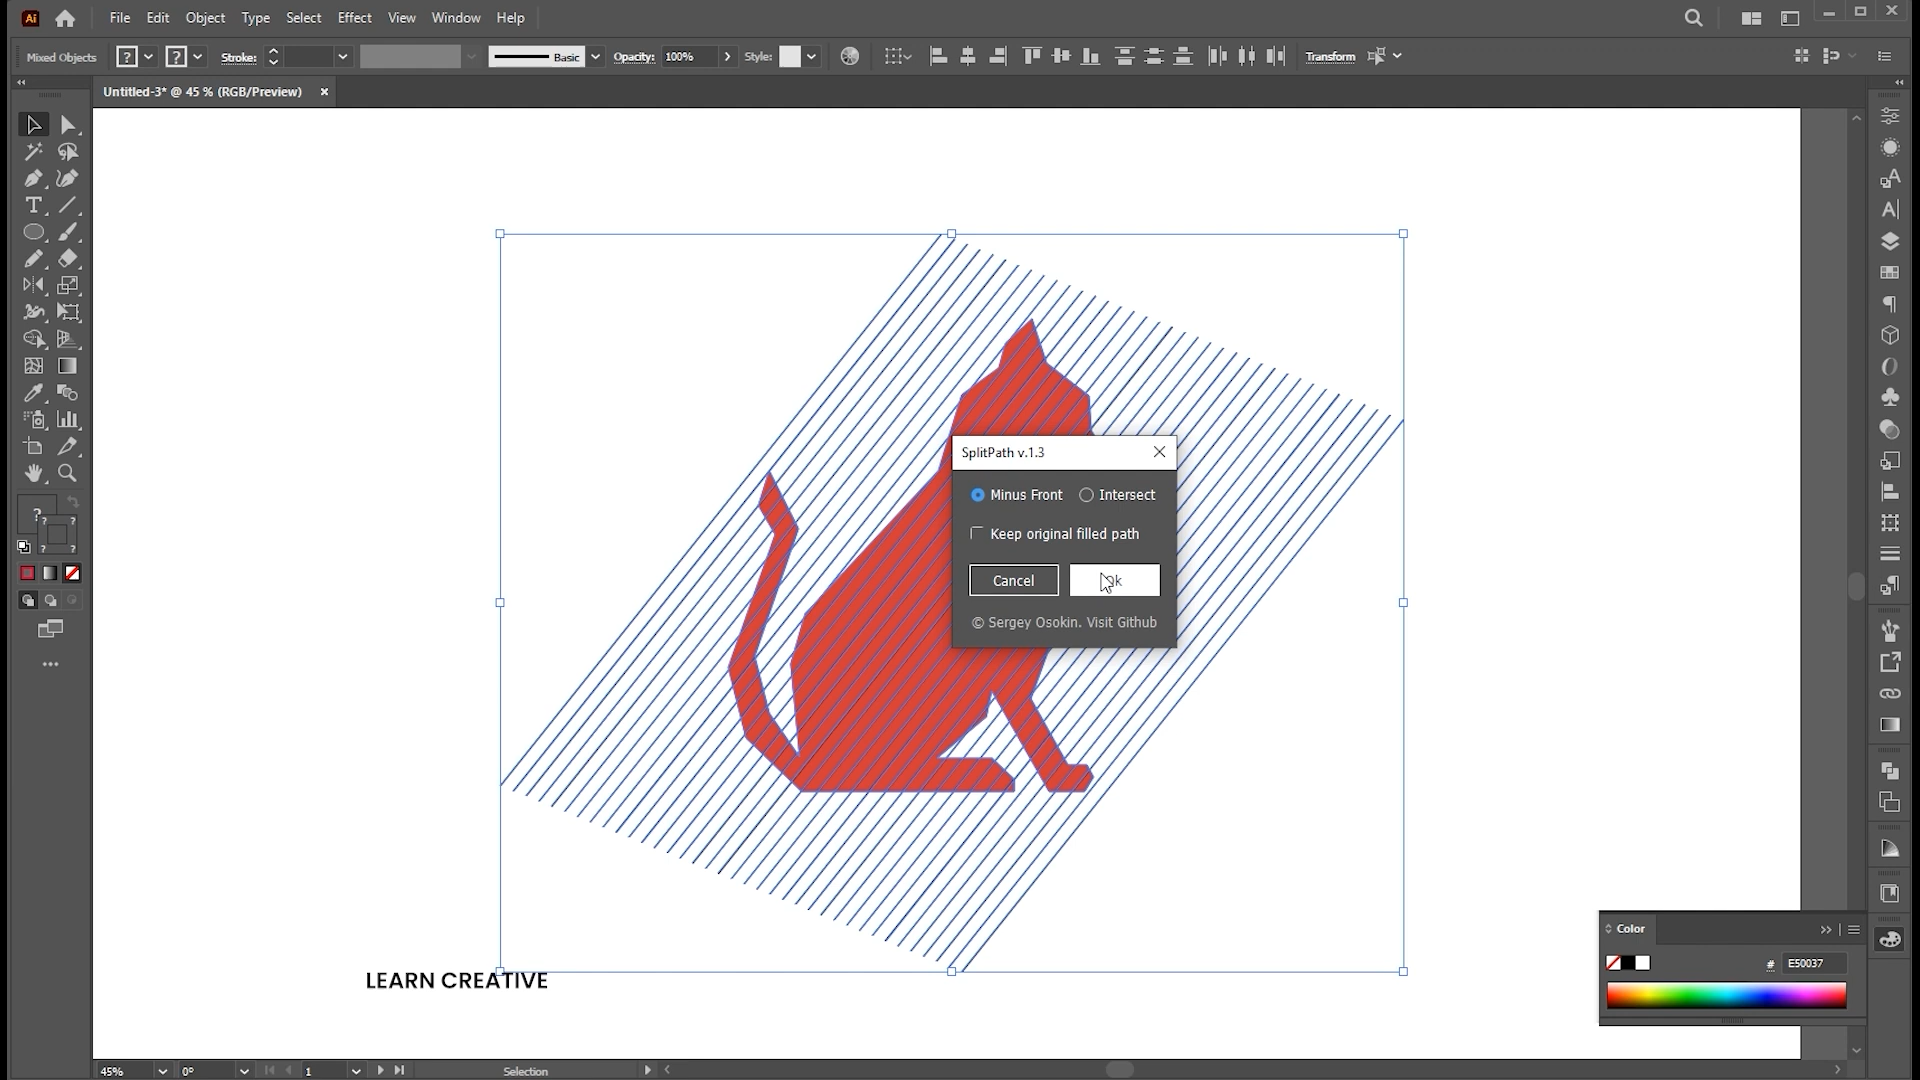 Ai File Edit Object Type Select Effect View Window Help
Mixed Objects ? ? Stroke: Basic Opacity: 100% Style: Transform
Untitled-3* @ 45 % (RGB/Preview) ×
SplitPath v.1.3
Minus Front Intersect
Keep original filled path
Cancel
© Sergey Osokin. Visit Github
Color
# E50037
LEARN CREATIVE
45% 0° 1 Selection